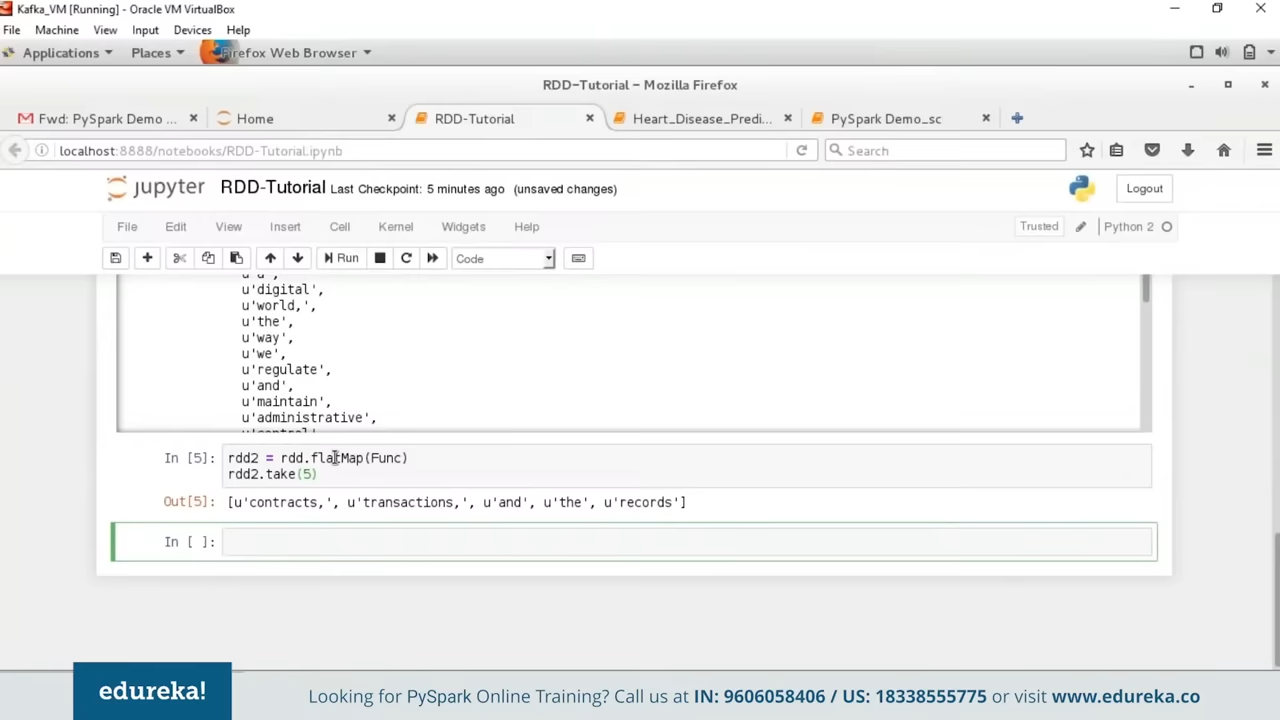 Kafka_VM [Running] - Oracle VM VirtualBox
File Machine View Input Devices Help
Applications Places Firefox Web Browser
RDD-Tutorial - Mozilla Firefox
Fwd: PySpark Demo ... Home RDD-Tutorial Heart_Disease_Predi... PySpark Demo_sc
localhost:8888/notebooks/RDD-Tutorial.ipynb Search
jupyter RDD-Tutorial Last Checkpoint: 5 minutes ago (unsaved changes) Logout
File Edit View Insert Cell Kernel Widgets Help Trusted Python 2
Run Code
u'a',
u'digital',
u'world,',
u'the',
u'way',
u'we',
u'regulate',
u'and',
u'maintain',
u'administrative',
u'control'
In [5]: rdd2 = rdd.flatMap(Func)
rdd2.take(5)
Out[5]: [u'contracts,', u'transactions,', u'and', u'the', u'records']
In [ ]:
edureka! Looking for PySpark Online Training? Call us at IN: 9606058406 / US: 18338555775 or visit www.edureka.co